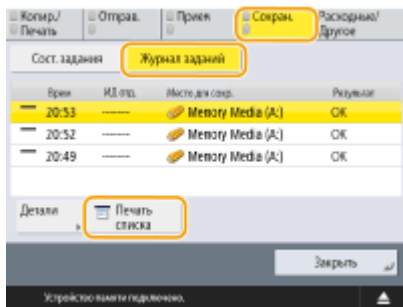 Копир./
Печать
Отправ.
Прием
Сохран.
Расходные/
Другое
Сост. задания
Журнал заданий
Врем
ИД отд.
Место для сохр.
Результат
20:53 -------- Memory Media (A:) OK
20:52 -------- Memory Media (A:) OK
20:49 -------- Memory Media (A:) OK
Детали
Печать
списка
Закрыть
Устройство памяти подключено.